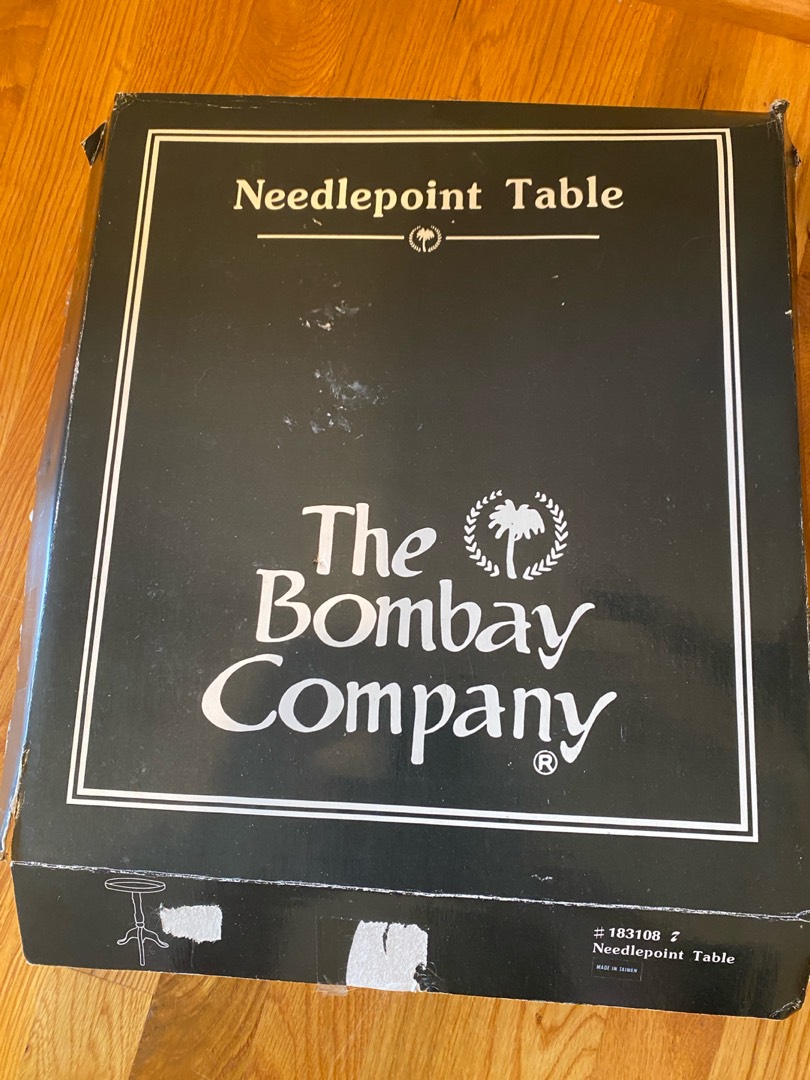 Needlepoint Table
The
Bombay
Company
®
# 183108 7
Needlepoint Table
MADE IN TAIWAN